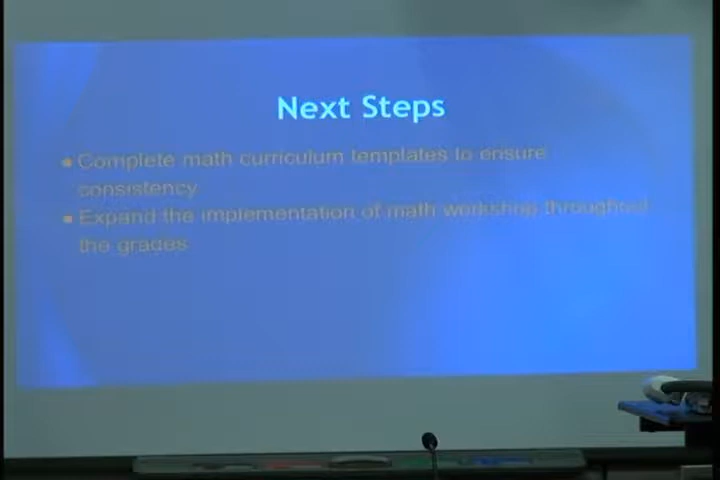 Next Steps
Complete math curriculum templates to ensure
consistency
Expand the implementation of math workshop throughout
the grades